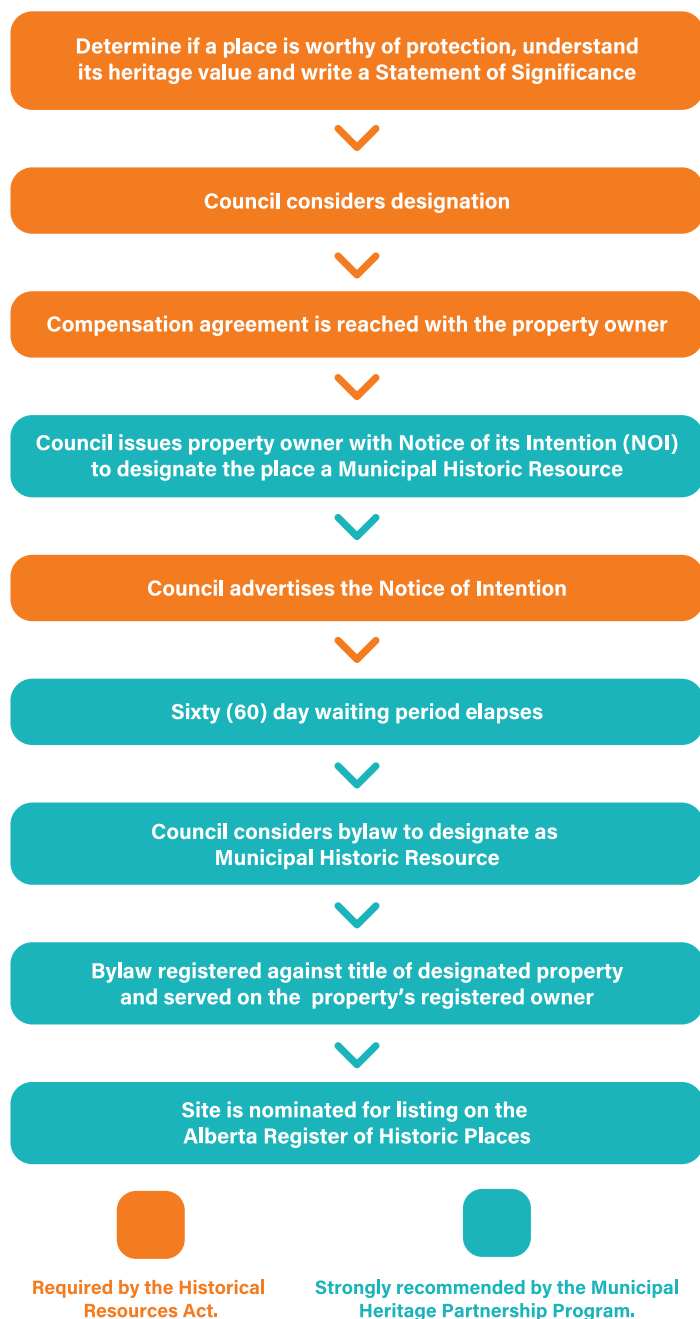 Determine if a place is worthy of protection, understand
its heritage value and write a Statement of Significance
Council considers designation
Compensation agreement is reached with the property owner
Council issues property owner with Notice of its Intention (NOI)
to designate the place a Municipal Historic Resource
Council advertises the Notice of Intention
Sixty (60) day waiting period elapses
Council considers bylaw to designate as
Municipal Historic Resource
Bylaw registered against title of designated property
and served on the property's registered owner
Site is nominated for listing on the
Alberta Register of Historic Places
Required by the Historical
Resources Act.
Strongly recommended by the Municipal
Heritage Partnership Program.